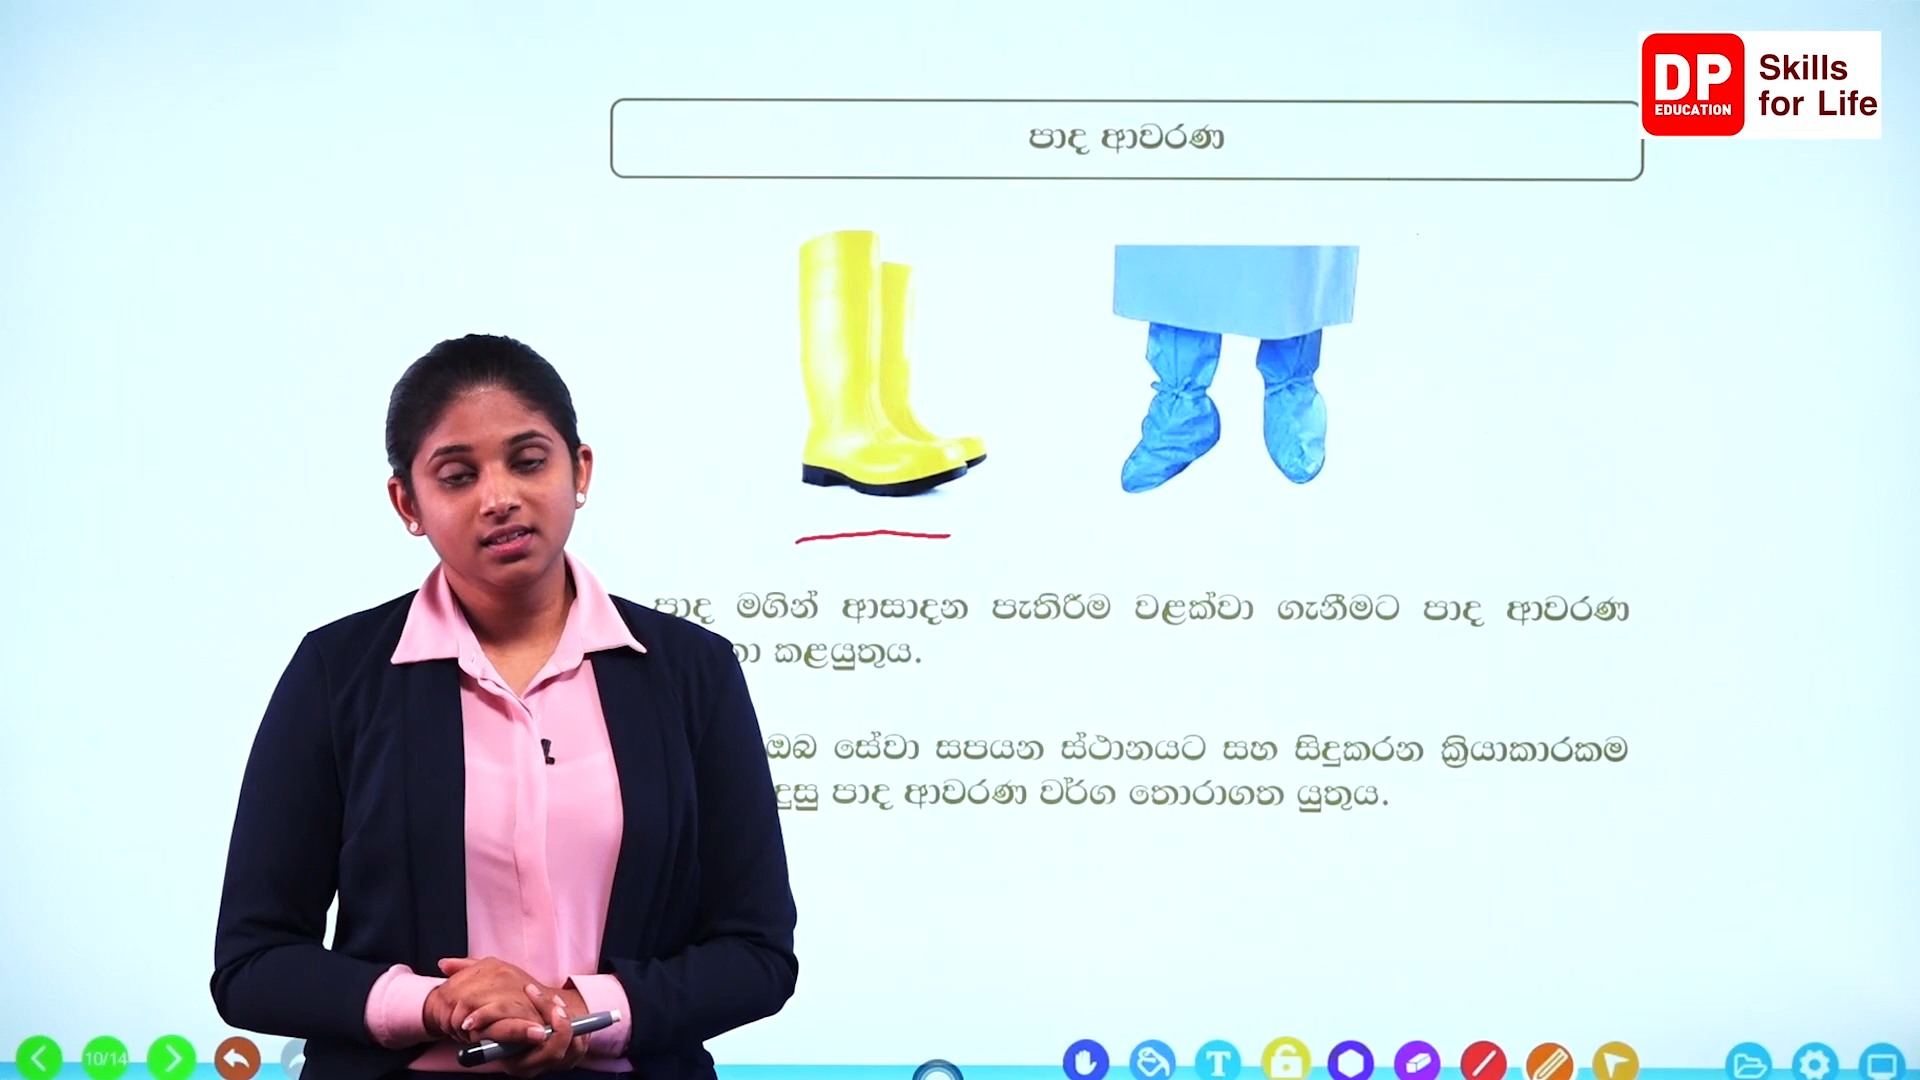 DP
EDUCATION
Skills
for Life
පාද ආවරණ
පාද මගින් ආසාදන පැතිරීම වළක්වා ගැනීමට පාද ආවරණ
කළයුතුය.
ඔබ සේවා සපයන ස්ථානයට සහ සිදුකරන ක්‍රියාකාරකම
පාද ආවරණ වර්ග තොරාගත යුතුය.
10/14
T